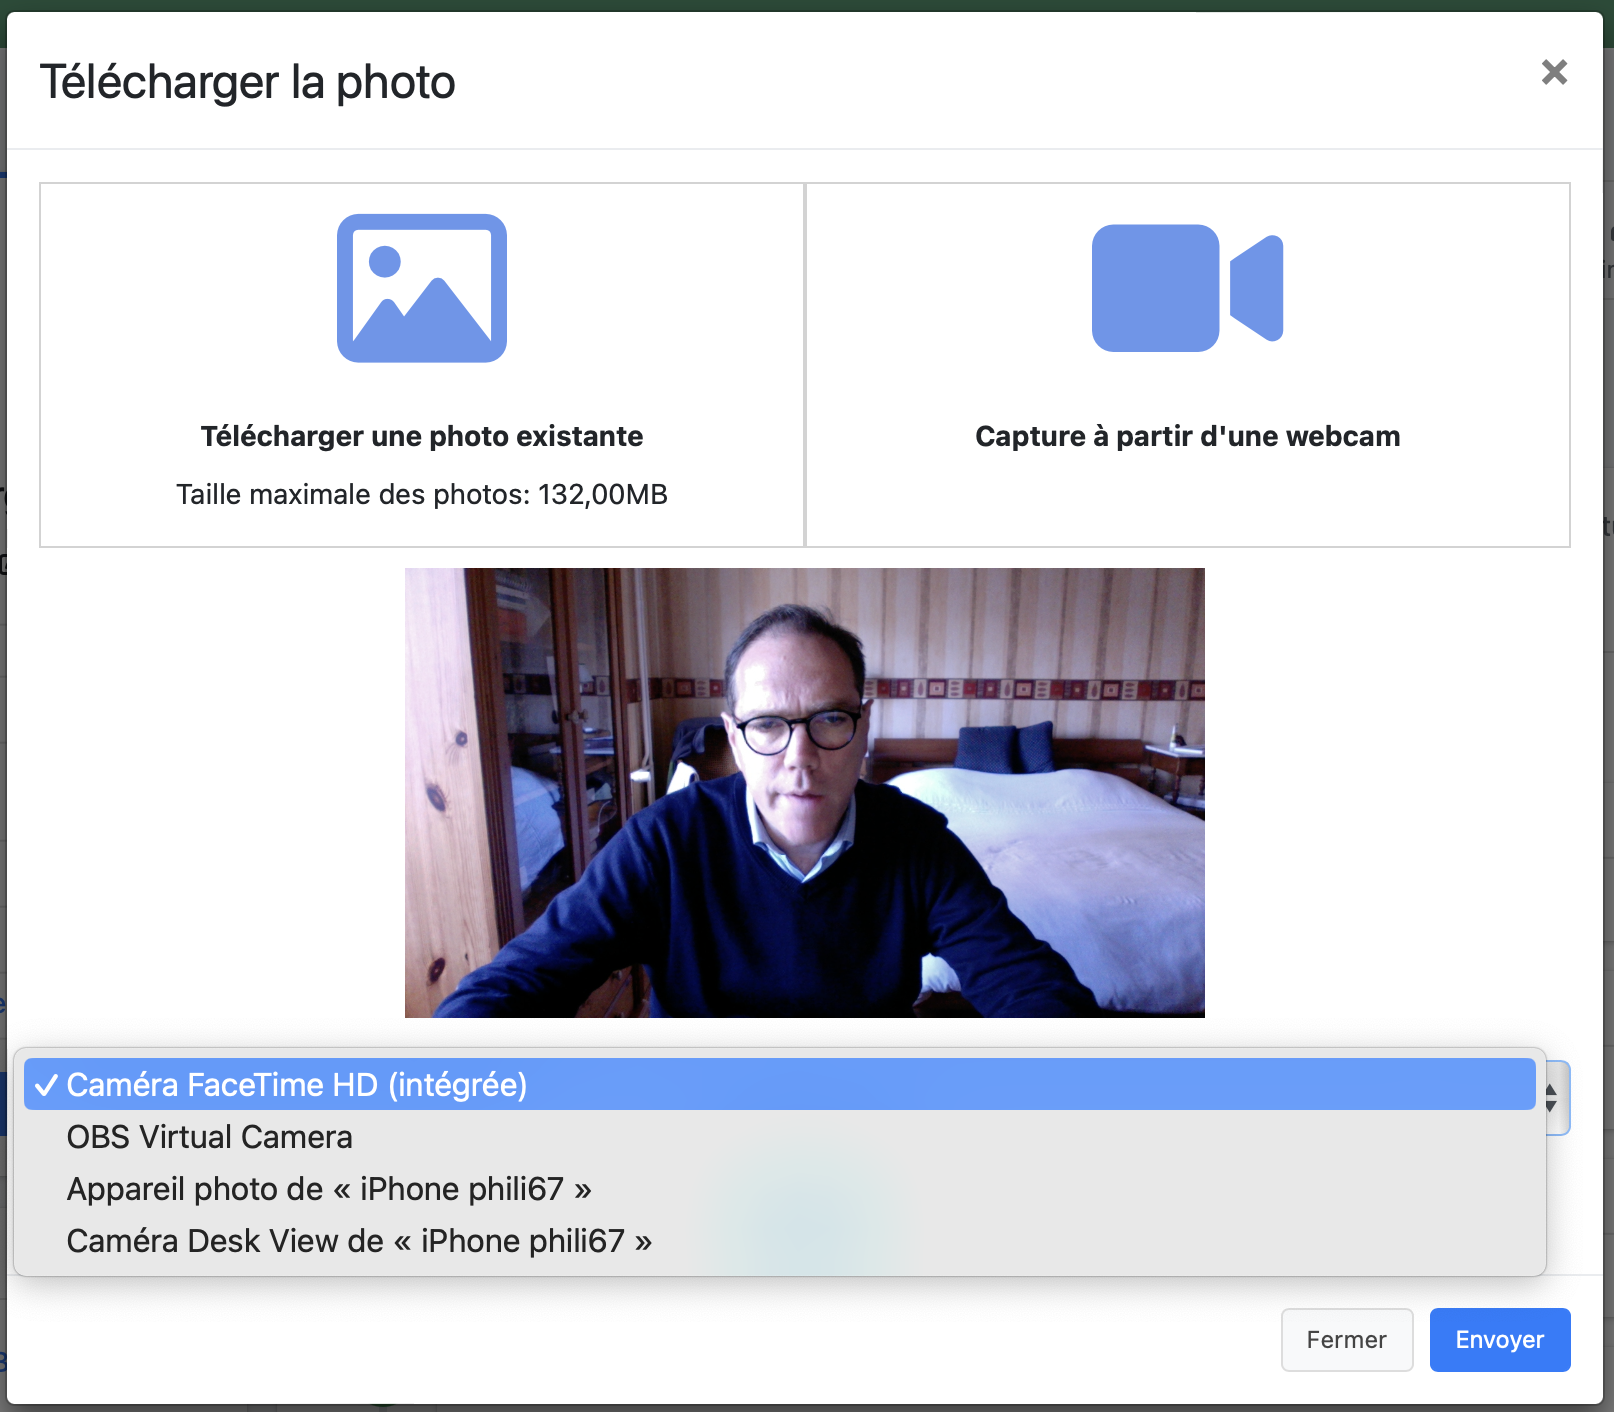 Télécharger la photo
Télécharger une photo existante
Taille maximale des photos: 132,00MB
Capture à partir d'une webcam
✓ Caméra FaceTime HD (intégrée)
OBS Virtual Camera
Appareil photo de « iPhone phili67 »
Caméra Desk View de « iPhone phili67 »
Fermer
Envoyer